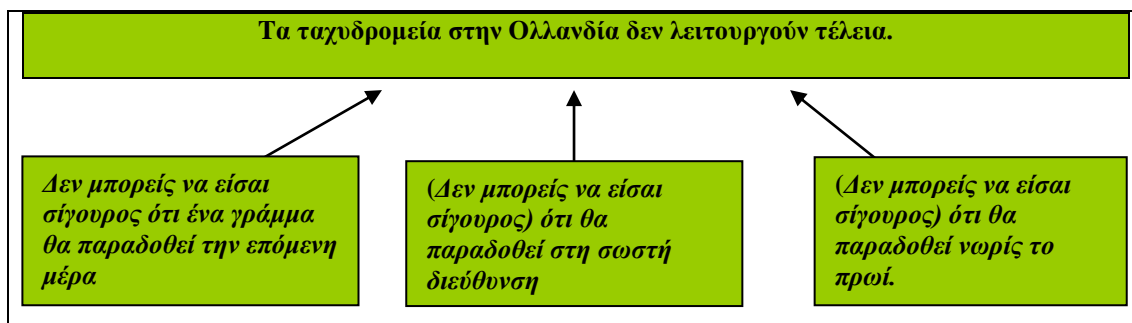 Τα ταχυδρομεία στην Ολλανδία δεν λειτουργούν τέλεια.
Δεν μπορείς να είσαι
σίγουρος ότι ένα γράμμα
θα παραδοθεί την επόμενη
μέρα
(Δεν μπορείς να είσαι
σίγουρος) ότι θα
παραδοθεί στη σωστή
διεύθυνση
(Δεν μπορείς να είσαι
σίγουρος) ότι θα
παραδοθεί νωρίς το
πρωί.